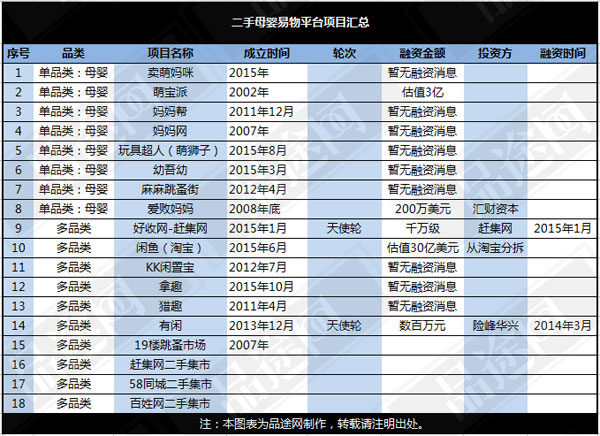 二手母婴易物平台项目汇总
序号 品类 项目名称 成立时间 轮次 融资金额 投资方 融资时间
1 单品类：母婴 卖萌妈咪 2015年 暂无融资消息
2 单品类：母婴 萌宝派 2002年 估值3亿
3 单品类：母婴 妈妈帮 2011年12月 暂无融资消息
4 单品类：母婴 妈妈网 2007年 暂无融资消息
5 单品类：母婴 玩具超人（萌狮子） 2015年8月 暂无融资消息
6 单品类：母婴 幼吾幼 2015年3月 暂无融资消息
7 单品类：母婴 麻麻跳蚤街 2012年4月 暂无融资消息
8 单品类：母婴 爱败妈妈 2008年底 200万美元 汇财资本
9 多品类 好收网-赶集网 2015年1月 天使轮 千万级 赶集网 2015年1月
10 多品类 闲鱼（淘宝） 2015年6月 估值30亿美元 从淘宝分拆
11 多品类 KK闲置宝 2012年7月 暂无融资消息
12 多品类 拿趣 2015年10月 暂无融资消息
13 多品类 猫趣 2011年4月 暂无融资消息
14 多品类 有闲 2013年12月 天使轮 数百万元 险峰华兴 2014年3月
15 多品类 19楼跳蚤市场 2007年
16 多品类 赶集网二手集市
17 多品类 58同城二手集市
18 多品类 百姓网二手集市
注：本图表为品途网制作，转载请注明出处。